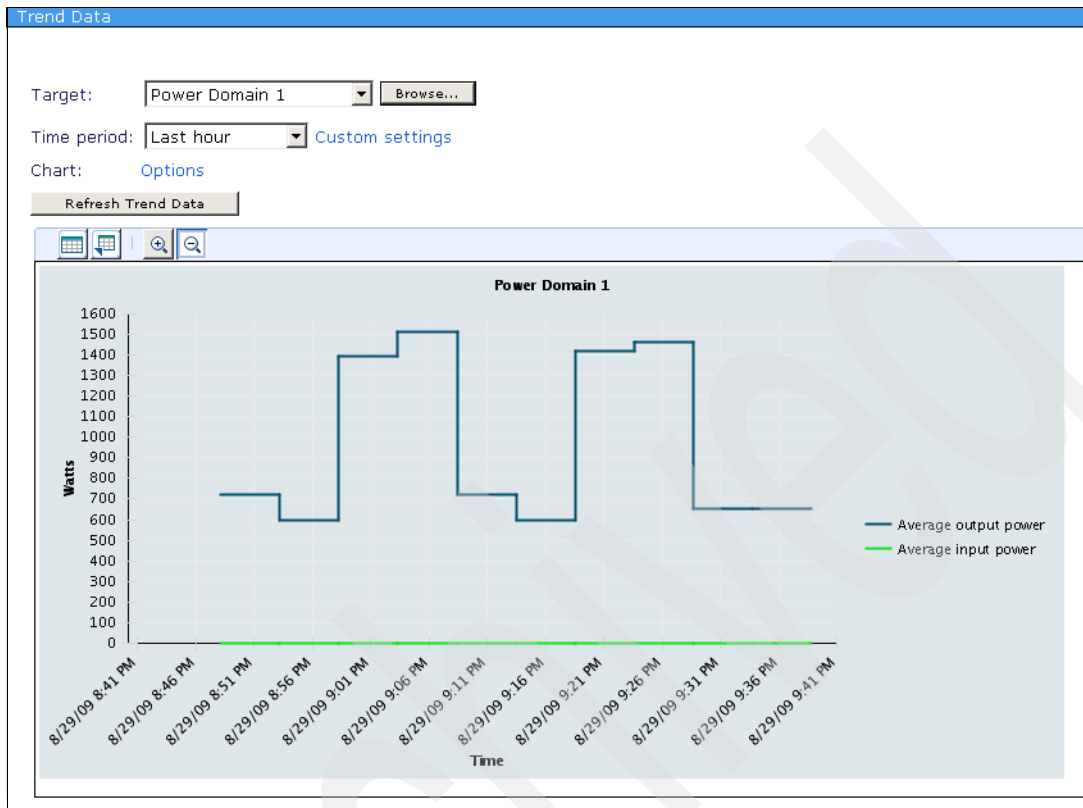 Trend Data
Target: Power Domain 1 Browse...
Time period: Last hour Custom settings
Chart: Options
Refresh Trend Data
Power Domain 1
1600
1500
1400
1300
1200
1100
1000
900
800
700
600
500
400
300
200
100
0
Watts
Average output power
Average input power
8/29/09 8:41 PM
8/29/09 8:46 PM
8/29/09 8:51 PM
8/29/09 8:56 PM
8/29/09 9:01 PM
8/29/09 9:06 PM
8/29/09 9:11 PM
8/29/09 9:16 PM
8/29/09 9:21 PM
8/29/09 9:26 PM
8/29/09 9:31 PM
8/29/09 9:36 PM
8/29/09 9:41 PM
Time